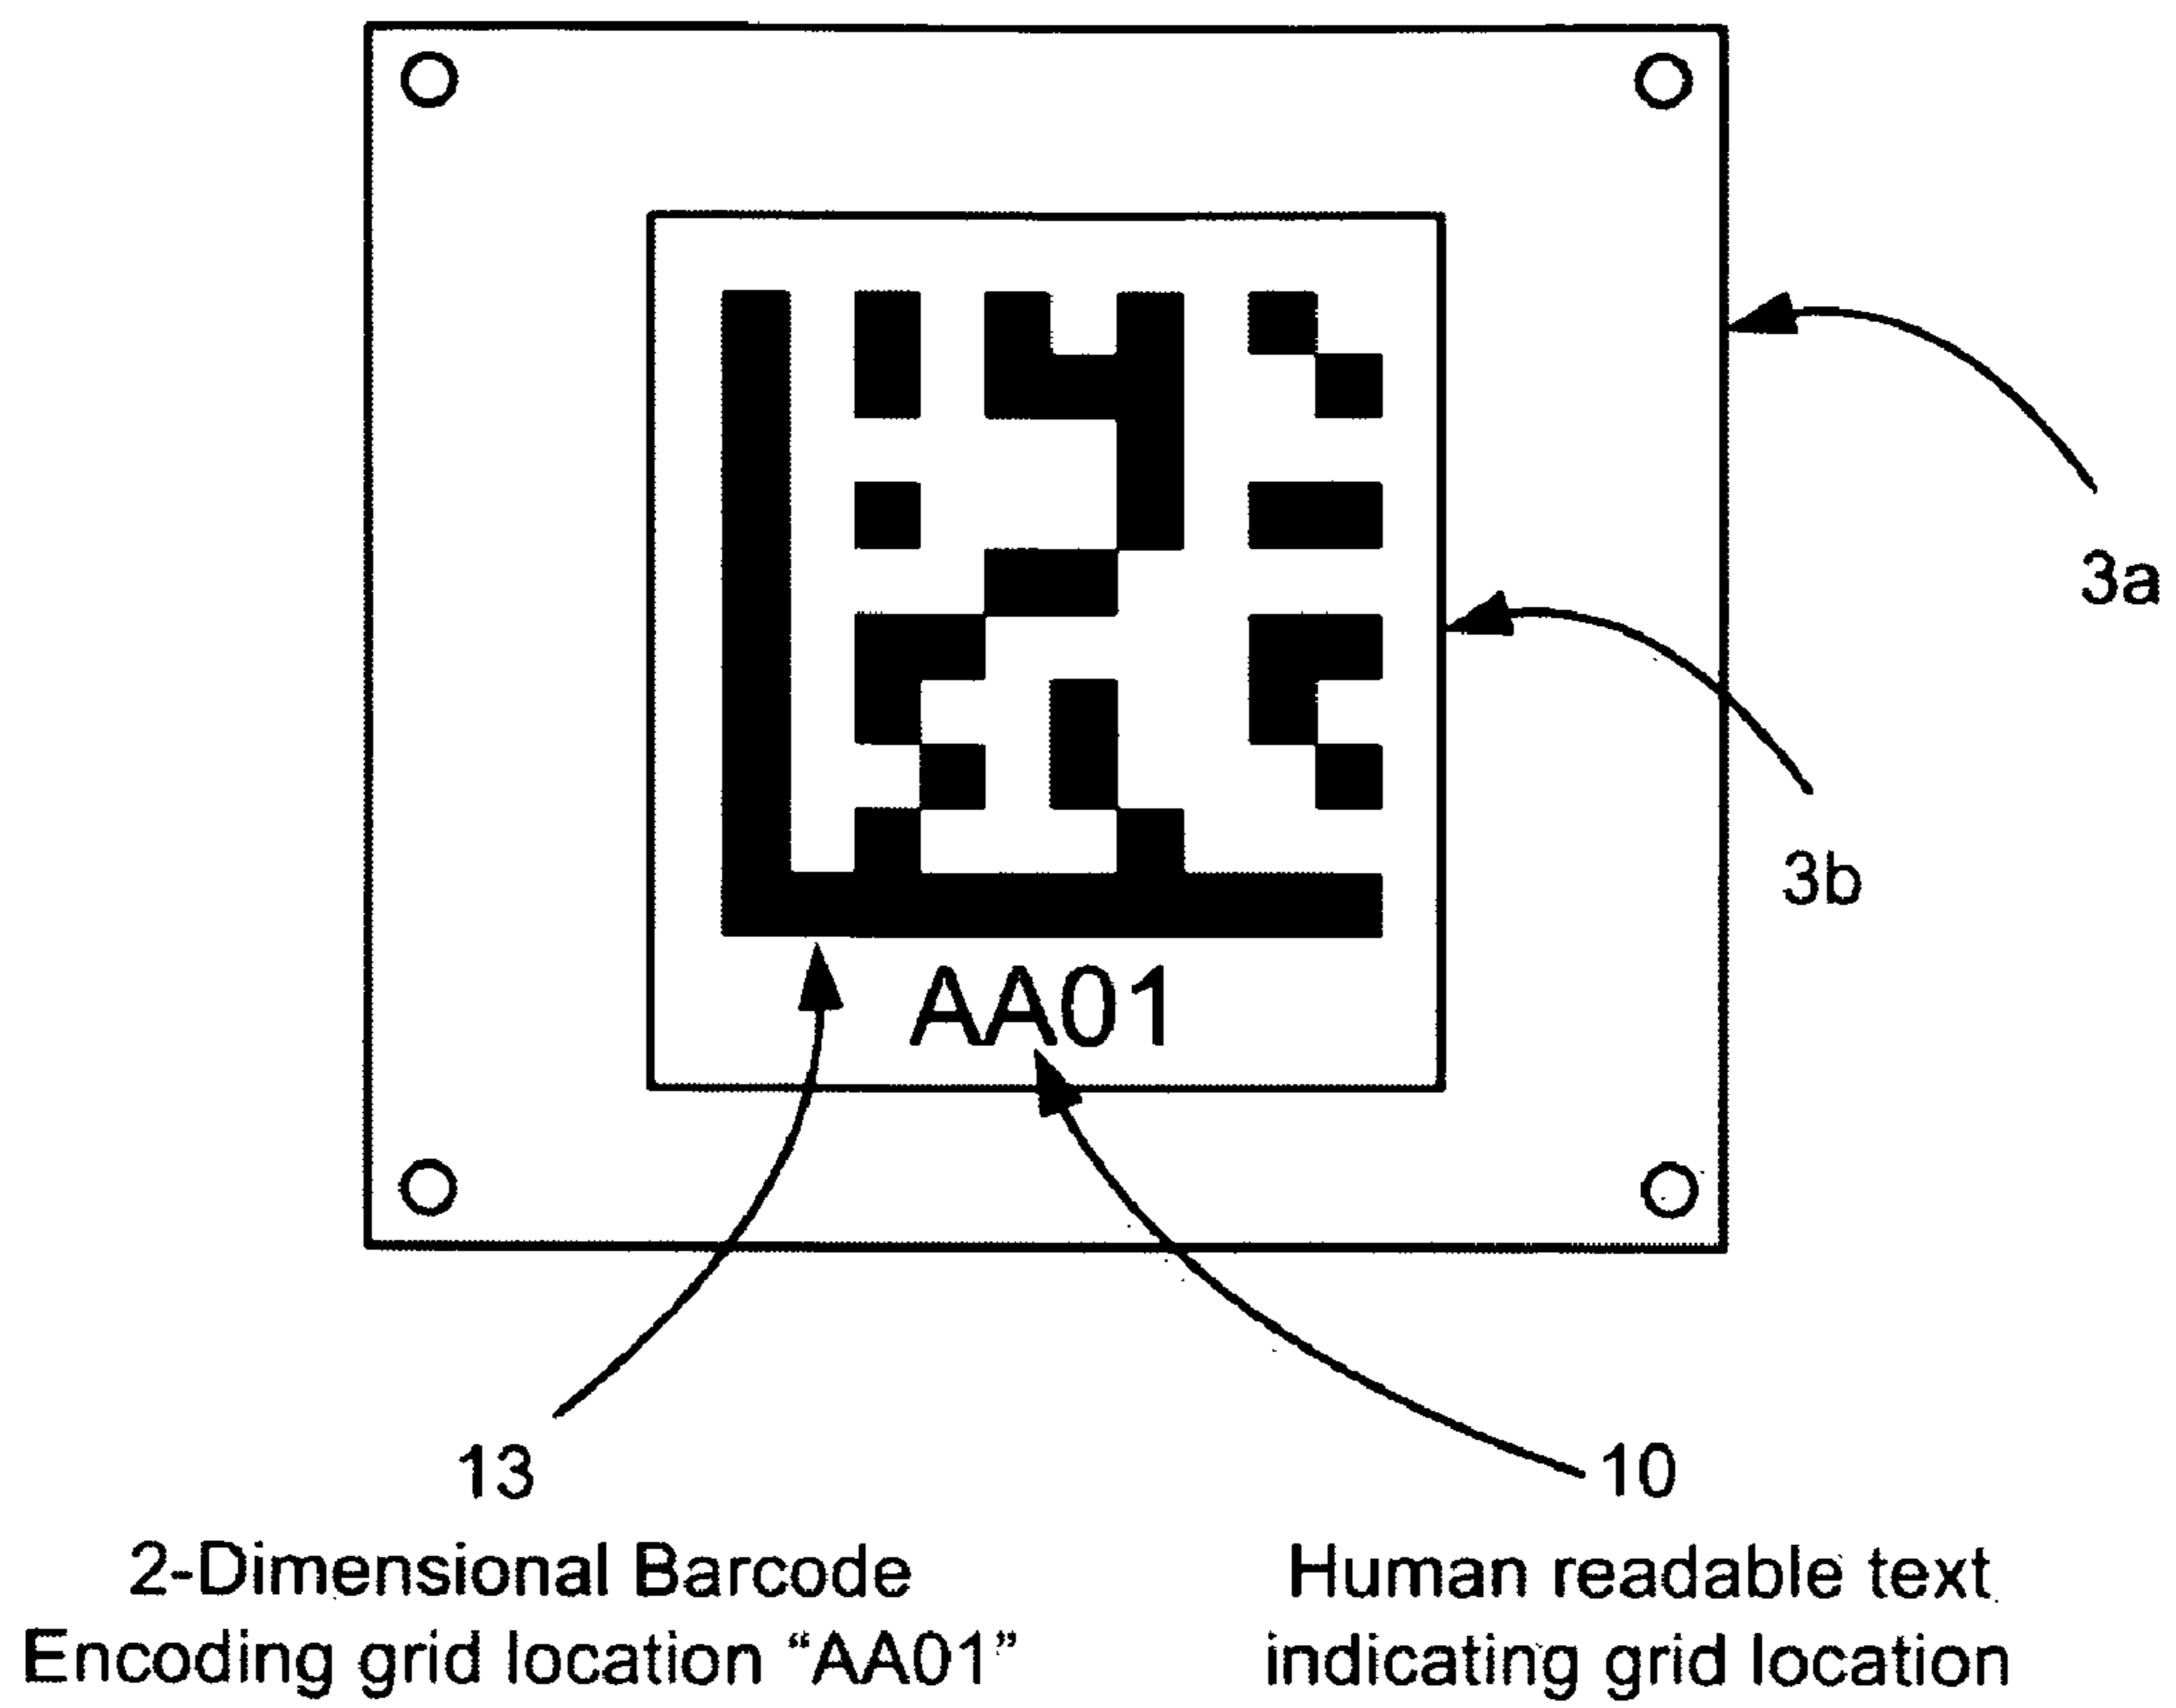 3a
3b
AA01
13
2-Dimensional Barcode
Encoding grid location “AA01”
10
Human readable text
indicating grid location